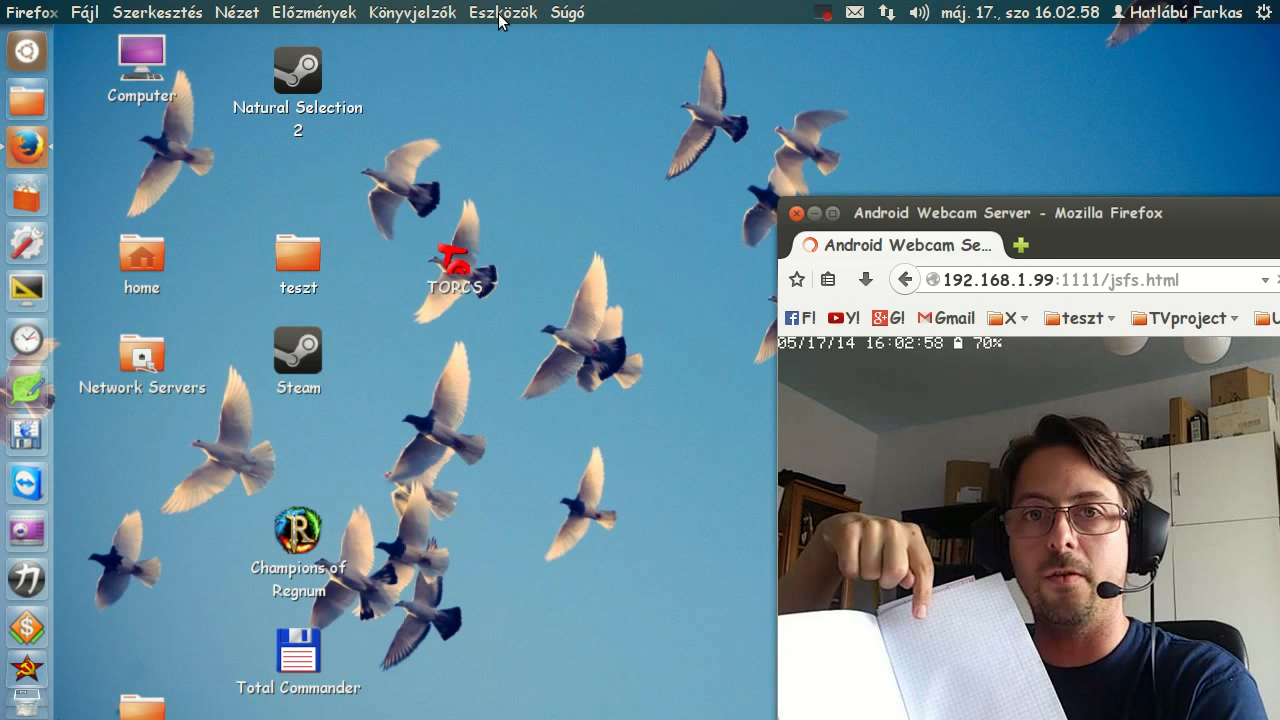 Firefox Fájl Szerkesztés Nézet Előzmények Könyvjelzők Eszközök Súgó máj. 17., szo 16.02.58 Hatlábú Farkas
Computer
Natural Selection
2
home
teszt
TORCS
Network Servers
Steam
Champions of
Regnum
Total Commander
Android Webcam Server - Mozilla Firefox
Android Webcam Se...
192.168.1.99:1111/jsfs.html
F! Y! G! Gmail X teszt TVproject U
05/17/14 16:02:58 70%